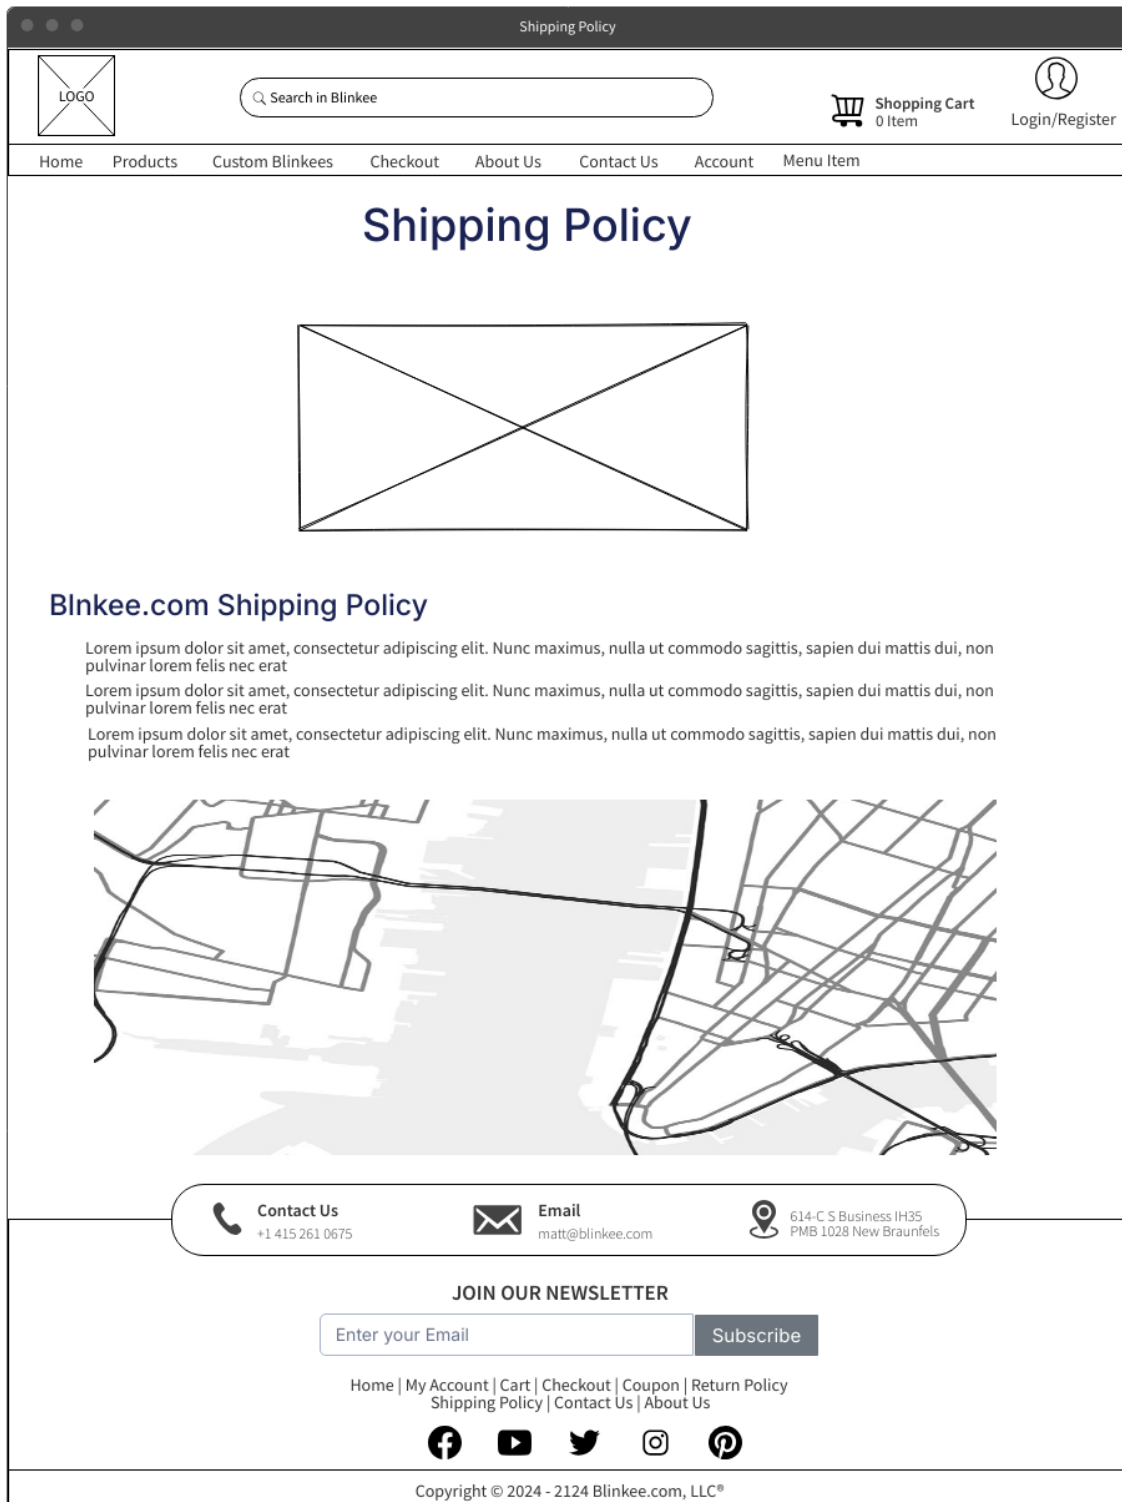 Shipping Policy
LOGO
Search in Blinkee
Shopping Cart
0 Item
Login/Register
Home Products Custom Blinkees Checkout About Us Contact Us Account Menu Item
Shipping Policy
Blnkee.com Shipping Policy
Lorem ipsum dolor sit amet, consectetur adipiscing elit. Nunc maximus, nulla ut commodo sagittis, sapien dui mattis dui, non
pulvinar lorem felis nec erat
Lorem ipsum dolor sit amet, consectetur adipiscing elit. Nunc maximus, nulla ut commodo sagittis, sapien dui mattis dui, non
pulvinar lorem felis nec erat
Lorem ipsum dolor sit amet, consectetur adipiscing elit. Nunc maximus, nulla ut commodo sagittis, sapien dui mattis dui, non
pulvinar lorem felis nec erat
Contact Us
+1 415 261 0675
Email
matt@blinkee.com
614-C S Business IH35
PMB 1028 New Braunfels
JOIN OUR NEWSLETTER
Enter your Email
Subscribe
Home | My Account | Cart | Checkout | Coupon | Return Policy
Shipping Policy | Contact Us | About Us
Copyright © 2024 - 2124 Blinkee.com, LLC®